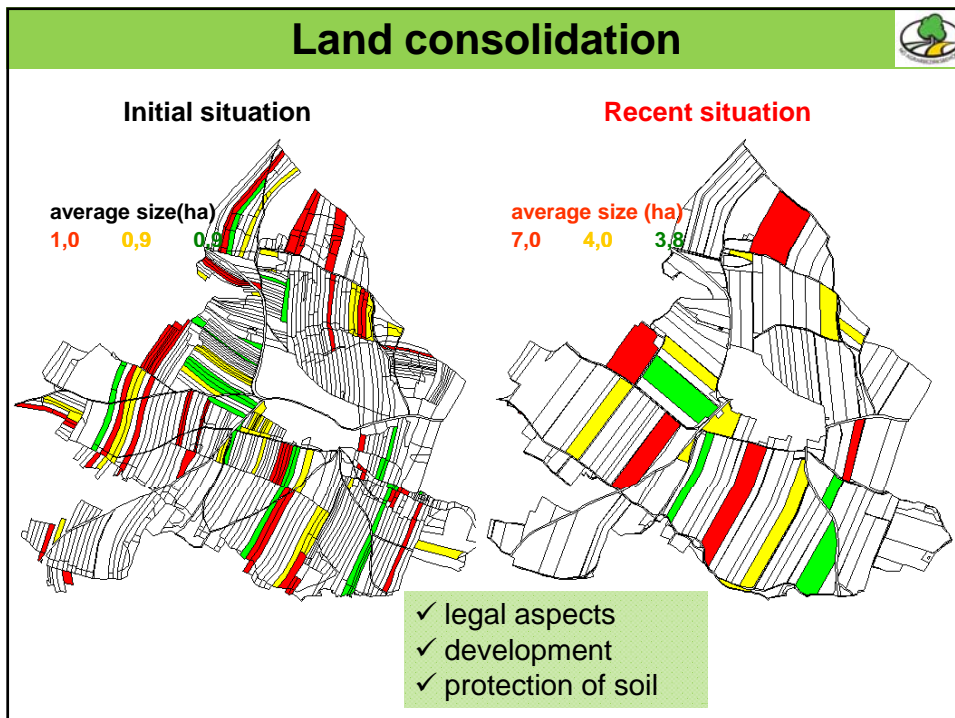 Land consolidation
Initial situation
Recent situation
average size(ha)
1,0 0,9 0,9
average size (ha)
7,0 4,0 3,8
✓ legal aspects
✓ development
✓ protection of soil